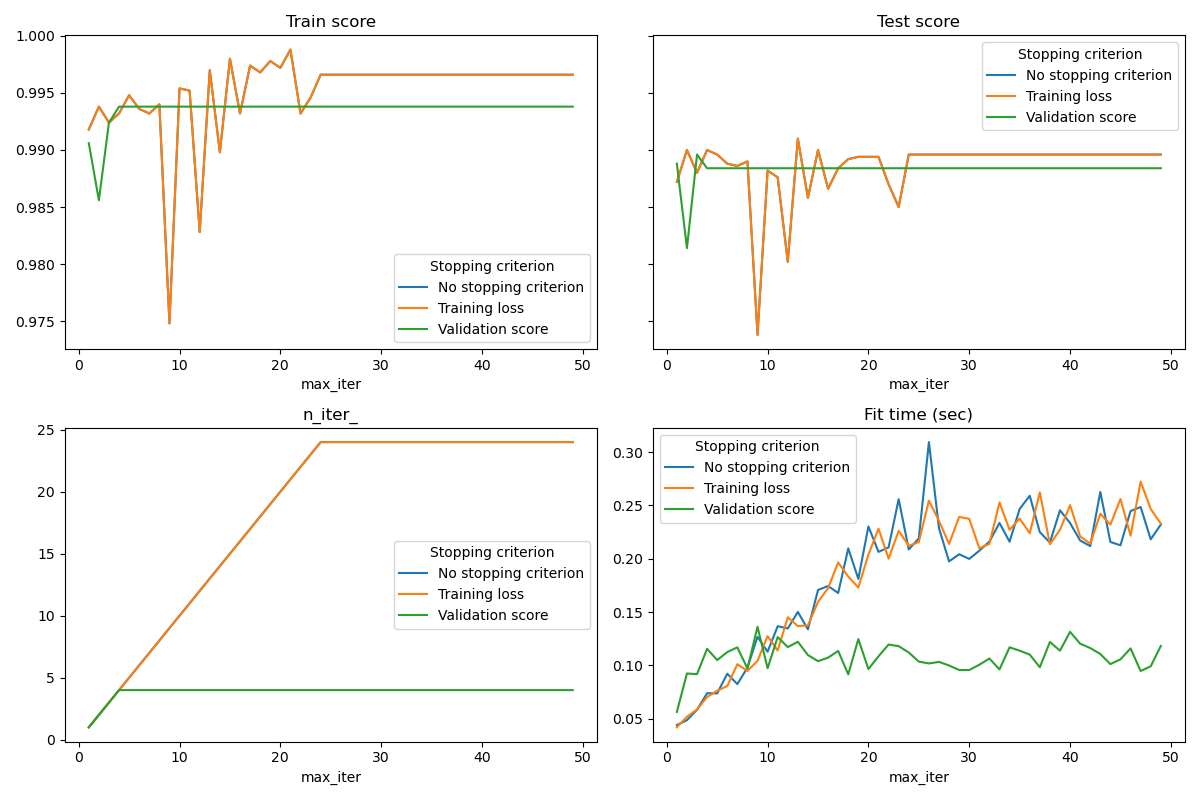 Train score
1.000
0.995
0.990
0.985
0.980
0.975
0
10
20
30
40
50
max_iter
Stopping criterion
No stopping criterion
Training loss
Validation score
Test score
0
10
20
30
40
50
max_iter
Stopping criterion
No stopping criterion
Training loss
Validation score
n_iter_
25
20
15
10
5
0
0
10
20
30
40
50
max_iter
Stopping criterion
No stopping criterion
Training loss
Validation score
Fit time (sec)
0.30
0.25
0.20
0.15
0.10
0.05
0
10
20
30
40
50
max_iter
Stopping criterion
No stopping criterion
Training loss
Validation score